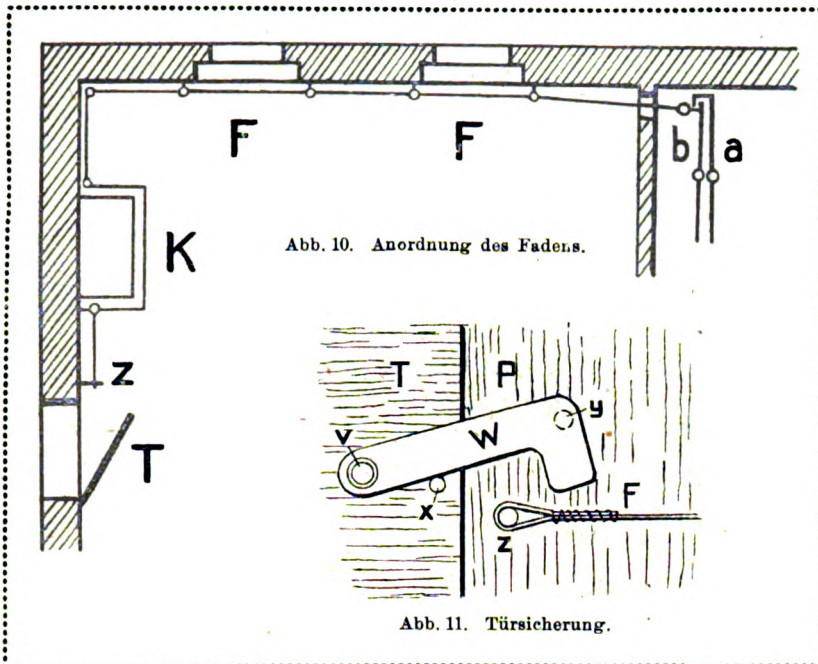 F F b a
K
Abb. 10. Anordnung des Fadens.
z
T
T P
y
W
v
x
F
z
Abb. 11. Türsicherung.